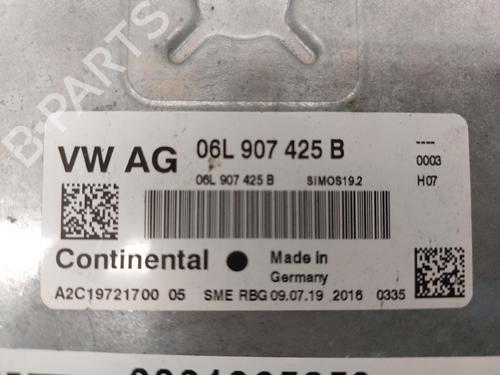 B-PARTS
VW AG
06L 907 425 B
----
0003
06L 907 425 B
SIMOS19.2
H07
Continental
Made in
Germany
A2C19721700 05
SME RBG 09.07.19
2016
0335